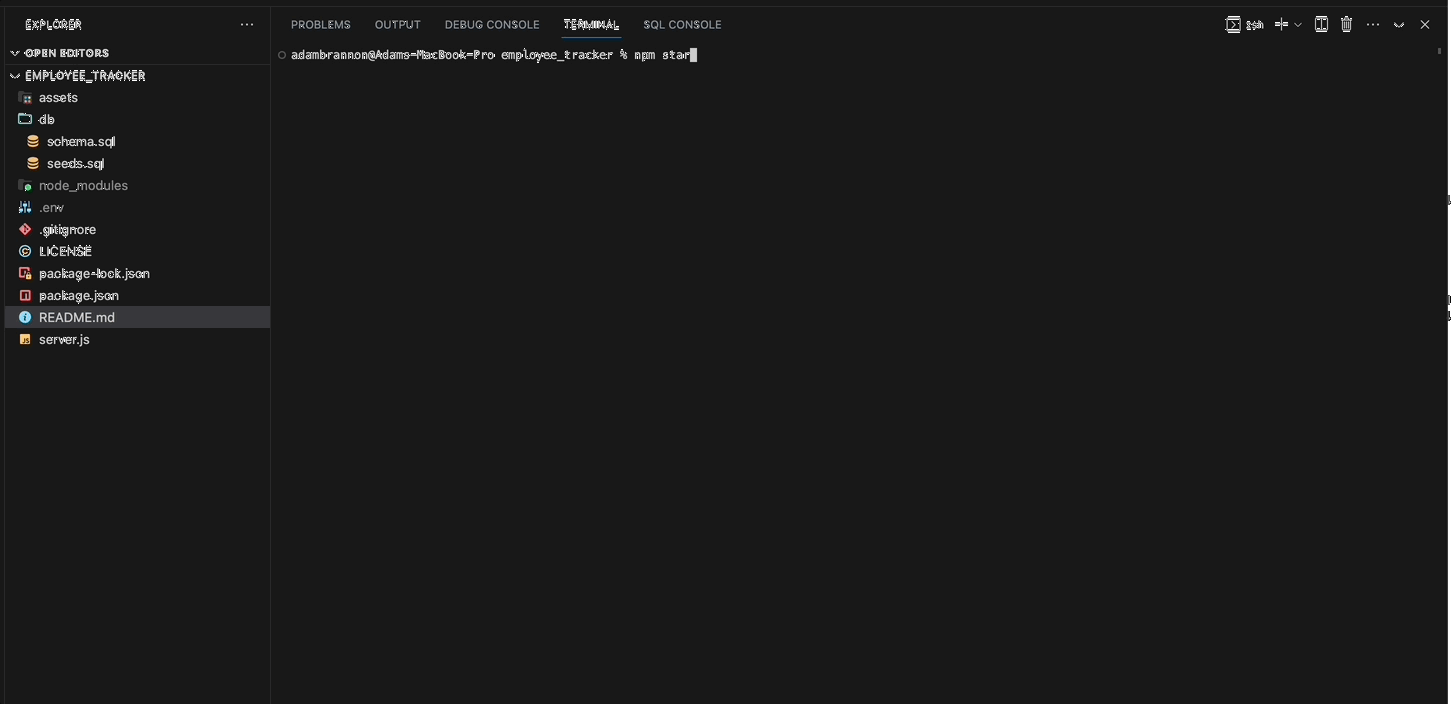 EXPLORER
PROBLEMS OUTPUT DEBUG CONSOLE TERMINAL SQL CONSOLE
zsh
OPEN EDITORS
adambrannon@Adams-MacBook-Pro employee_tracker % npm star
EMPLOYEE_TRACKER
assets
db
schema.sql
seeds.sql
node_modules
.env
.gitignore
LICENSE
package-lock.json
package.json
README.md
server.js